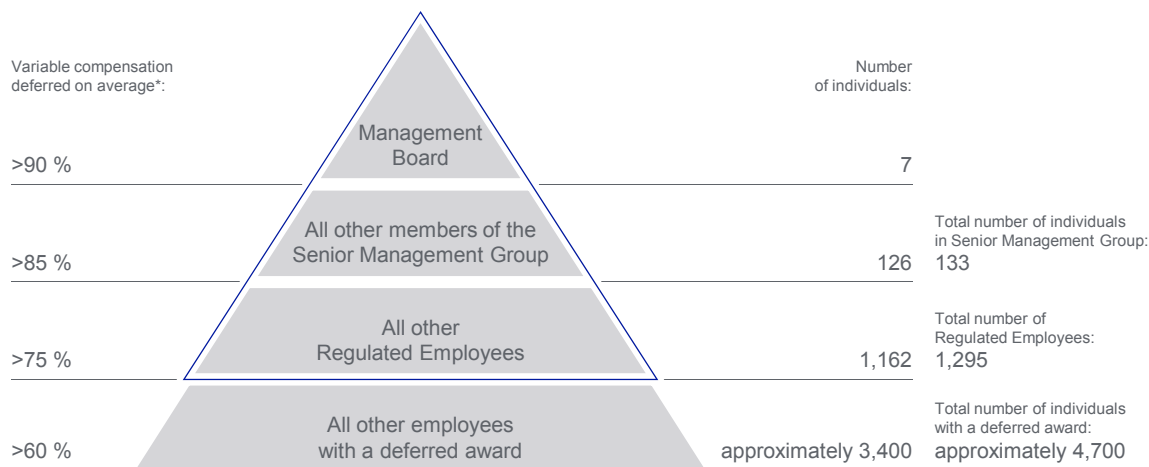 Variable compensation
deferred on average*:
Number
of individuals:
Management
Board
>90 %
7
All other members of the
Senior Management Group
>85 %
126
Total number of individuals
in Senior Management Group:
133
All other
Regulated Employees
>75 %
1,162
Total number of
Regulated Employees:
1,295
All other employees
with a deferred award
>60 %
approximately 3,400
Total number of individuals
with a deferred award:
approximately 4,700